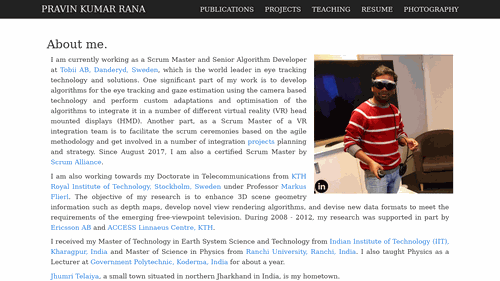 PRAVIN KUMAR RANA
PUBLICATIONS PROJECTS TEACHING RESUME PHOTOGRAPHY
About me.
I am currently working as a Scrum Master and Senior Algorithm Developer
at Tobii AB, Danderyd, Sweden, which is the world leader in eye tracking
technology and solutions. One significant part of my work is to develop
algorithms for the eye tracking and gaze estimation using the camera based
technology and perform custom adaptations and optimisation of the
algorithms to integrate it in a number of different virtual reality (VR) head
mounted displays (HMD). Another part, as a Scrum Master of a VR
integration team is to facilitate the scrum ceremonies based on the agile
methodology and get involved in a number of integration projects planning
and strategy. Since August 2017, I am also a certified Scrum Master by
Scrum Alliance.
in
I am also working towards my Doctorate in Telecommunications from KTH
Royal Institute of Technology, Stockholm, Sweden under Professor Markus
Flierl. The objective of my research is to enhance 3D scene geometry
information such as depth maps, develop novel view rendering algorithms, and devise new data formats to meet the
requirements of the emerging free-viewpoint television. During 2008 - 2012, my research was supported in part by
Ericsson AB and ACCESS Linnaeus Centre, KTH.
I received my Master of Technology in Earth System Science and Technology from Indian Institute of Technology (IIT),
Kharagpur, India and Master of Science in Physics from Ranchi University, Ranchi, India. I also taught Physics as a
Lecturer at Government Polytechnic, Koderma, India for about a year.
Jhumri Telaiya, a small town situated in northern Jharkhand in India, is my hometown.